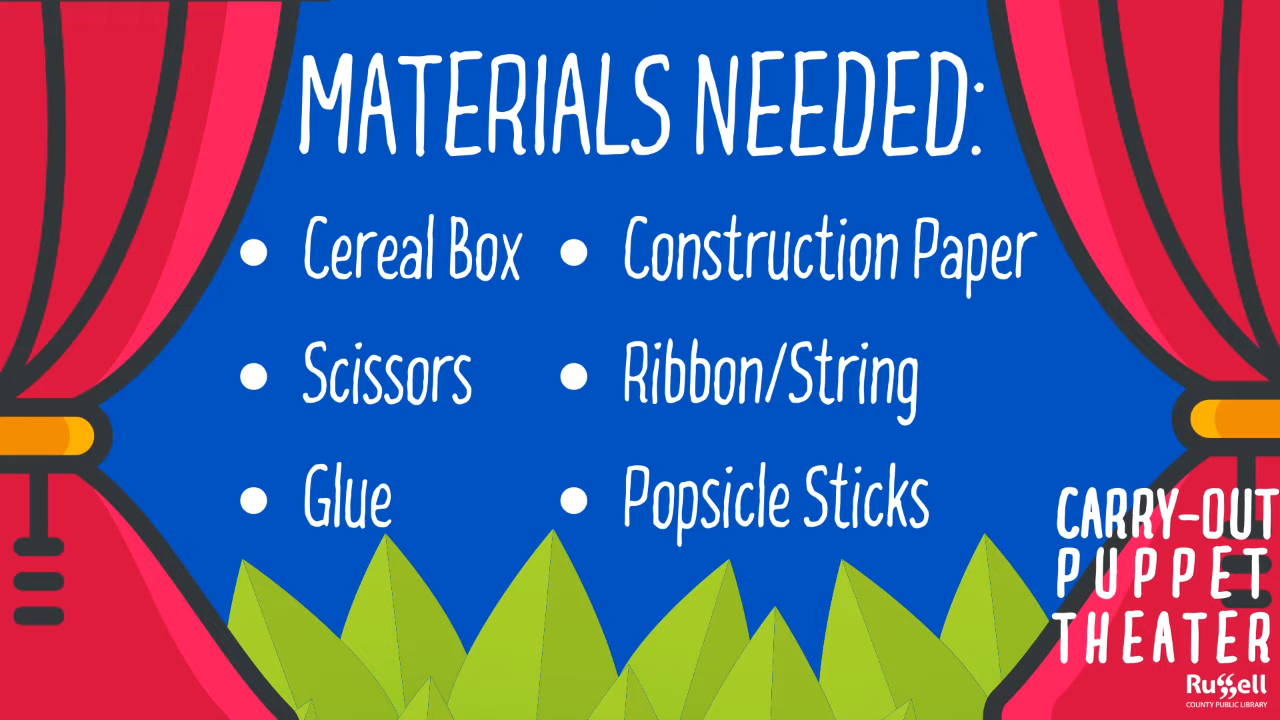 MATERIALS NEEDED:
• Cereal Box
• Scissors
• Glue
• Construction Paper
• Ribbon/String
• Popsicle Sticks
CARRY-OUT
PUPPET
THEATER
Russell
COUNTY PUBLIC LIBRARY